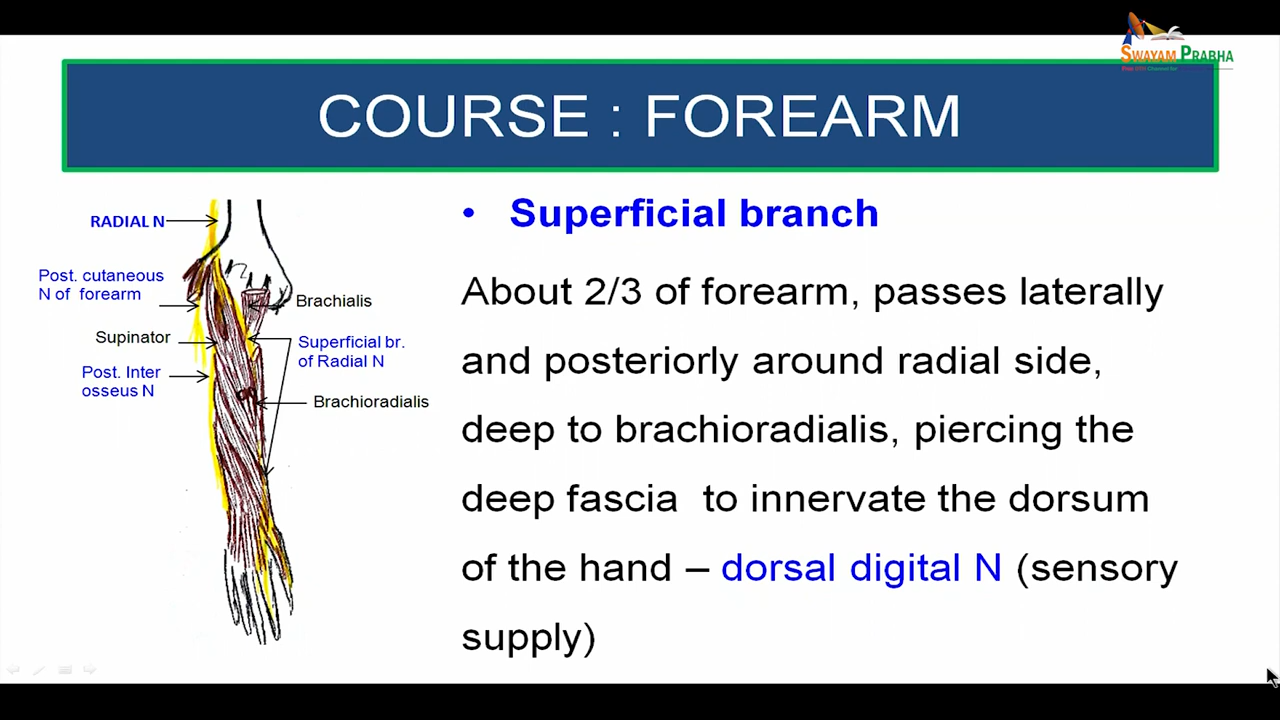 SWAYAM PRABHA
COURSE : FOREARM
RADIAL N
Post. cutaneous
N of forearm
Supinator
Post. Inter
osseus N
Brachialis
Superficial br.
of Radial N
Brachioradialis
• Superficial branch
About 2/3 of forearm, passes laterally
and posteriorly around radial side,
deep to brachioradialis, piercing the
deep fascia to innervate the dorsum
of the hand – dorsal digital N (sensory
supply)